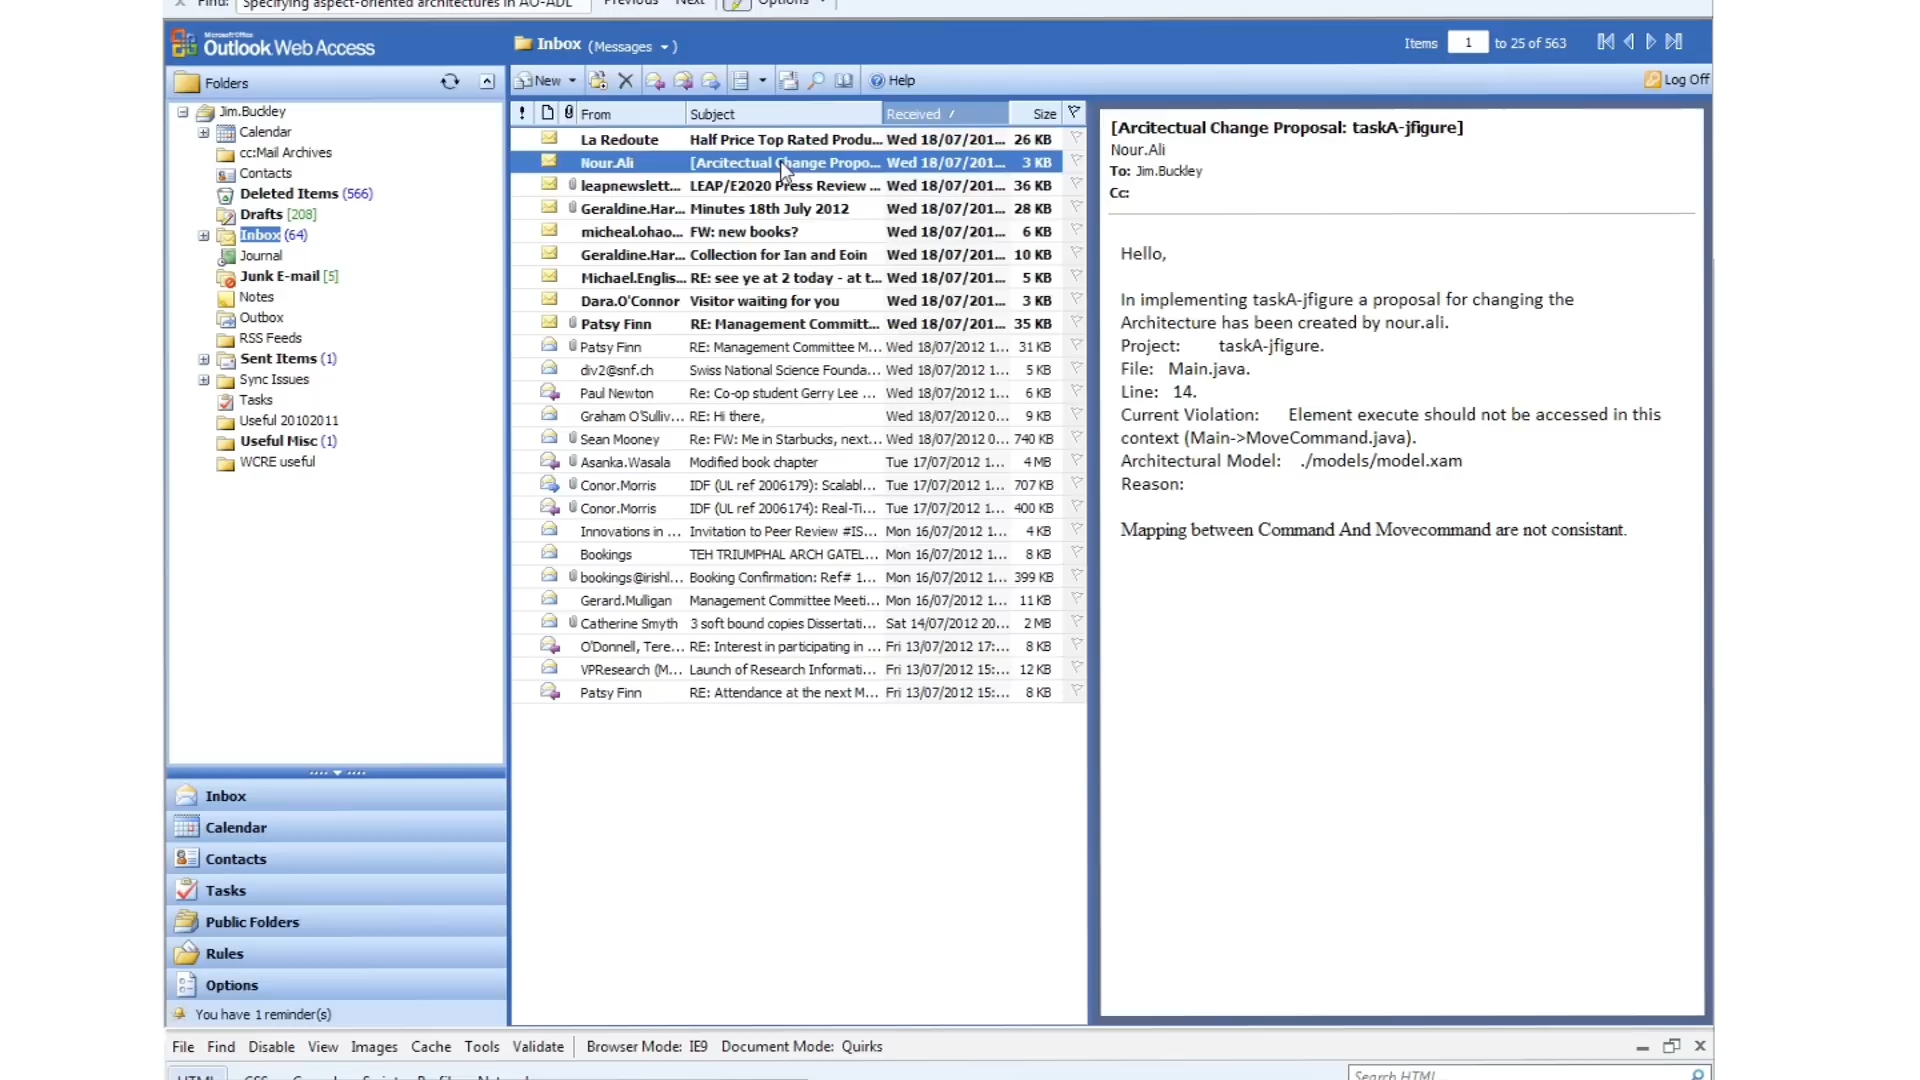 Find: Specifying aspect-oriented architectures in AO-ADL Previous Next Options
Microsoft Office
Outlook Web Access
Inbox (Messages )
Items 1 to 25 of 563
Folders
New
Help
Log Off
Jim.Buckley
Calendar
cc:Mail Archives
Contacts
Deleted Items (566)
Drafts [208]
Inbox (64)
Journal
Junk E-mail [5]
Notes
Outbox
RSS Feeds
Sent Items (1)
Sync Issues
Tasks
Useful 20102011
Useful Misc (1)
WCRE useful
Inbox
Calendar
Contacts
Tasks
Public Folders
Rules
Options
You have 1 reminder(s)
! From Subject Received / Size
La Redoute Half Price Top Rated Produ... Wed 18/07/201... 26 KB
Nour.Ali [Arcitectual Change Propo... Wed 18/07/201... 3 KB
leapnewslett... LEAP/E2020 Press Review ... Wed 18/07/201... 36 KB
Geraldine.Har... Minutes 18th July 2012 Wed 18/07/201... 28 KB
micheal.ohao... FW: new books? Wed 18/07/201... 6 KB
Geraldine.Har... Collection for Ian and Eoin Wed 18/07/201... 10 KB
Michael.Englis... RE: see ye at 2 today - at t... Wed 18/07/201... 5 KB
Dara.O'Connor Visitor waiting for you Wed 18/07/201... 3 KB
Patsy Finn RE: Management Committ... Wed 18/07/201... 35 KB
Patsy Finn RE: Management Committee M... Wed 18/07/2012 1... 31 KB
div2@snf.ch Swiss National Science Founda... Wed 18/07/2012 1... 5 KB
Paul Newton Re: Co-op student Gerry Lee ... Wed 18/07/2012 1... 6 KB
Graham O'Sulliv... RE: Hi there, Wed 18/07/2012 0... 9 KB
Sean Mooney Re: FW: Me in Starbucks, next... Wed 18/07/2012 0... 740 KB
Asanka.Wasala Modified book chapter Tue 17/07/2012 1... 4 MB
Conor.Morris IDF (UL ref 2006179): Scalabl... Tue 17/07/2012 1... 707 KB
Conor.Morris IDF (UL ref 2006174): Real-Ti... Tue 17/07/2012 1... 400 KB
Innovations in ... Invitation to Peer Review #IS... Mon 16/07/2012 1... 4 KB
Bookings TEH TRIUMPHAL ARCH GATEL... Mon 16/07/2012 1... 8 KB
bookings@irishl... Booking Confirmation: Ref# 1... Mon 16/07/2012 1... 399 KB
Gerard.Mulligan Management Committee Meeti... Mon 16/07/2012 1... 11 KB
Catherine Smyth 3 soft bound copies Dissertati... Sat 14/07/2012 20... 2 MB
O'Donnell, Tere... RE: Interest in participating in ... Fri 13/07/2012 17:... 8 KB
VPResearch (M... Launch of Research Informati... Fri 13/07/2012 15:... 12 KB
Patsy Finn RE: Attendance at the next M... Fri 13/07/2012 15:... 8 KB
[Arcitectual Change Proposal: taskA-jfigure]
Nour.Ali
To: Jim.Buckley
Cc:
Hello,
In implementing taskA-jfigure a proposal for changing the
Architecture has been created by nour.ali.
Project: taskA-jfigure.
File: Main.java.
Line: 14.
Current Violation: Element execute should not be accessed in this
context (Main->MoveCommand.java).
Architectural Model: ./models/model.xam
Reason:
Mapping between Command And Movecommand are not consistant.
File Find Disable View Images Cache Tools Validate Browser Mode: IE9 Document Mode: Quirks
HTML
Search HTML...